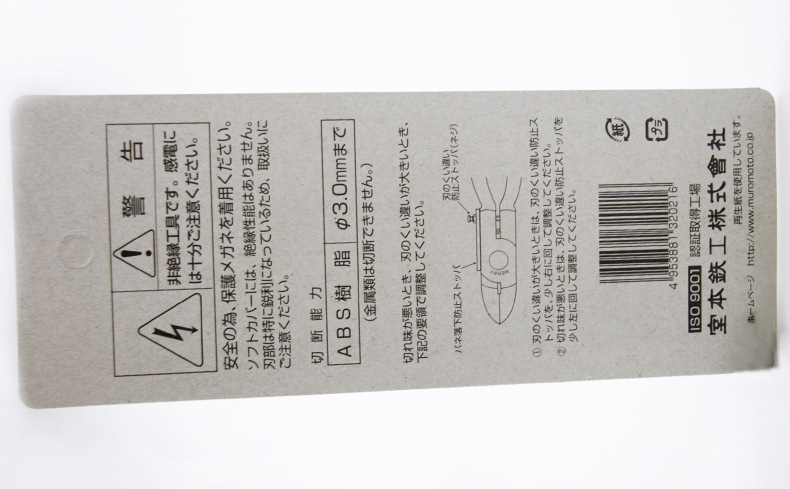 警告
非絶縁工具です。感電に
は十分ご注意ください。
安全の為、保護メガネを着用ください。
ソフトカバーには、絶縁性能はありません。
刃部は特に鋭利になっているため、取扱いに
ご注意ください。
切断能力
ABS樹脂 φ3.0mmまで
(金属類は切断できません。)
切れ味が悪いとき、刃のくい違いが大きいとき、
下記の要領で調整してください。
刃のくい違い
防止ストッパ(ネジ)
バネ落下防止ストッパ
① 刃のくい違いが大きいときは、刃のくい違い防止ス
トッパを、少し右に回して調整してください。
② 切れ味が悪いときは、刃のくい違い防止ストッパを
少し左に回して調整してください。
紙
プラ
4 953881 320216
ISO 9001 認証取得工場
室本鉄工株式會社
再生紙を使用しています。
ホームページ http://www.muromoto.co.jp